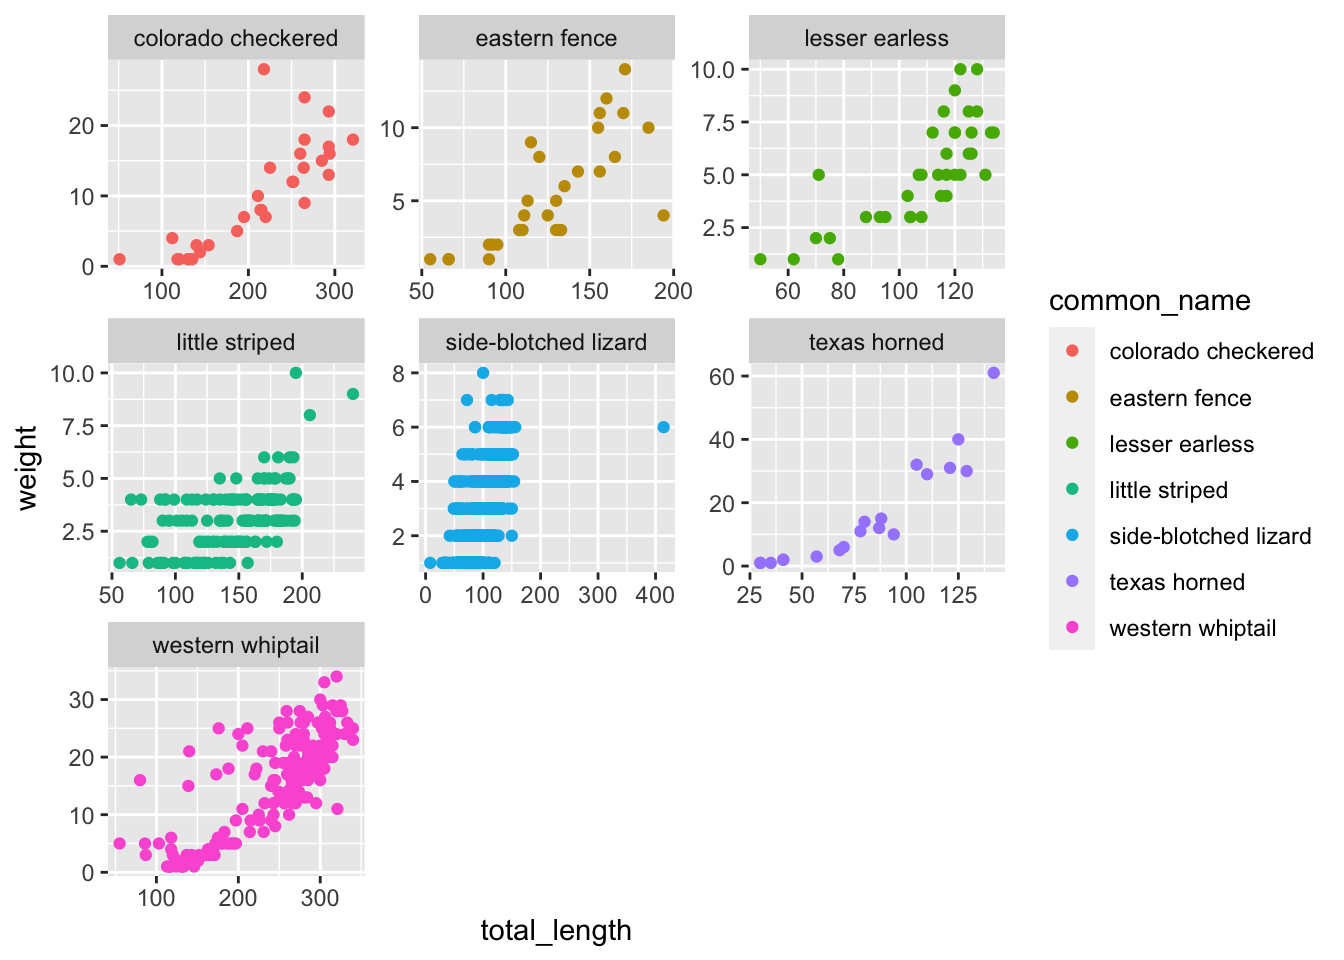 colorado checkered
eastern fence
lesser earless
20
10
0
100 200 300
10
5
50 100 150 200
10.0
7.5
5.0
2.5
60 80 100 120
little striped
side-blotched lizard
texas horned
10.0
7.5
5.0
2.5
50 100 150 200
8
6
4
2
0 100 200 300 400
60
40
20
0
25 50 75 100 125
western whiptail
30
20
10
0
100 200 300
weight
total_length
common_name
colorado checkered
eastern fence
lesser earless
little striped
side-blotched lizard
texas horned
western whiptail